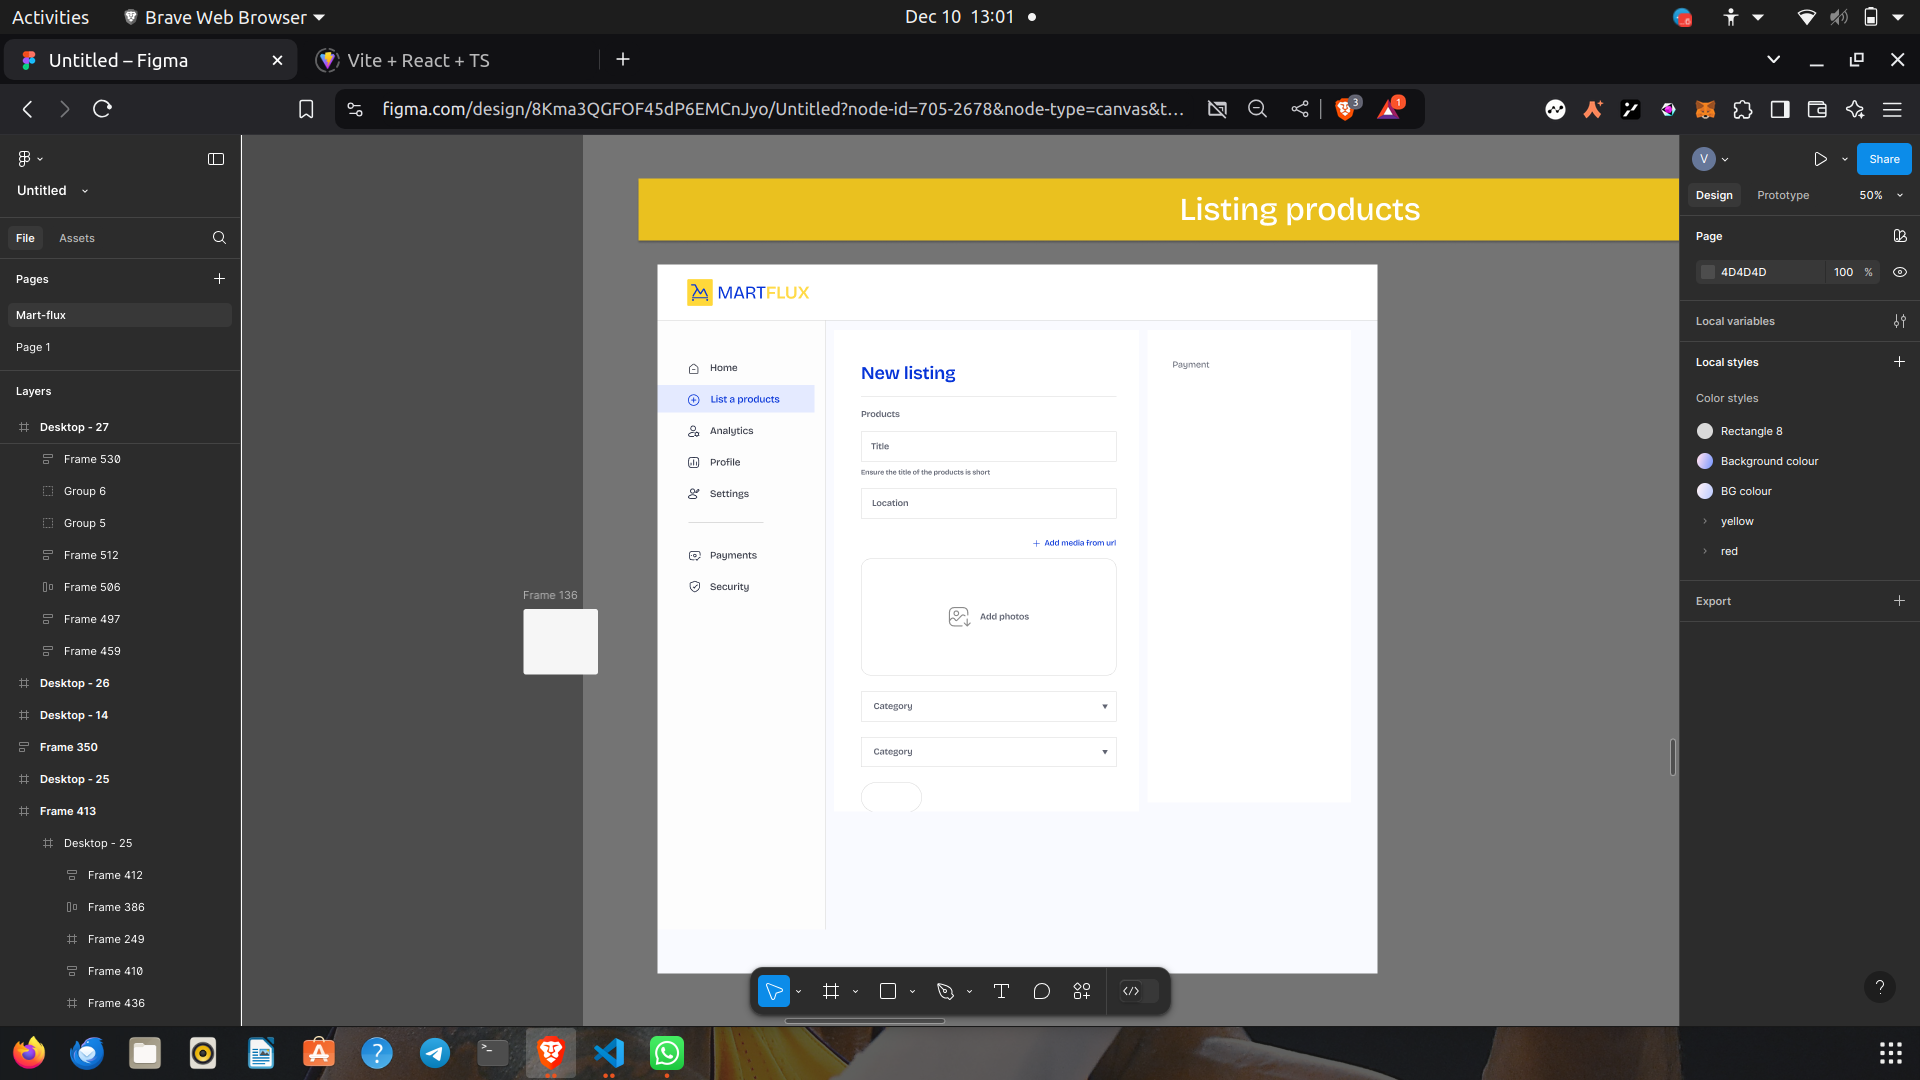 Activities
Brave Web Browser
Dec 10 13:01
Untitled – Figma
Vite + React + TS
figma.com/design/8Kma3QGFOF45dP6EMCnJyo/Untitled?node-id=705-2678&node-type=canvas&t...
3
1
Untitled
File
Assets
Pages
Mart-flux
Page 1
Layers
Desktop - 27
Frame 530
Group 6
Group 5
Frame 512
Frame 506
Frame 497
Frame 459
Desktop - 26
Desktop - 14
Frame 350
Desktop - 25
Frame 413
Desktop - 25
Frame 412
Frame 386
Frame 249
Frame 410
Frame 436
Listing products
MARTFLUX
Home
List a products
Analytics
Profile
Settings
Payments
Security
New listing
Products
Title
Ensure the title of the products is short
Location
Add media from url
Add photos
Category
Category
Payment
Frame 136
V
Share
Design
Prototype
50%
Page
4D4D4D
100 %
Local variables
Local styles
Color styles
Rectangle 8
Background colour
BG colour
yellow
red
Export
?